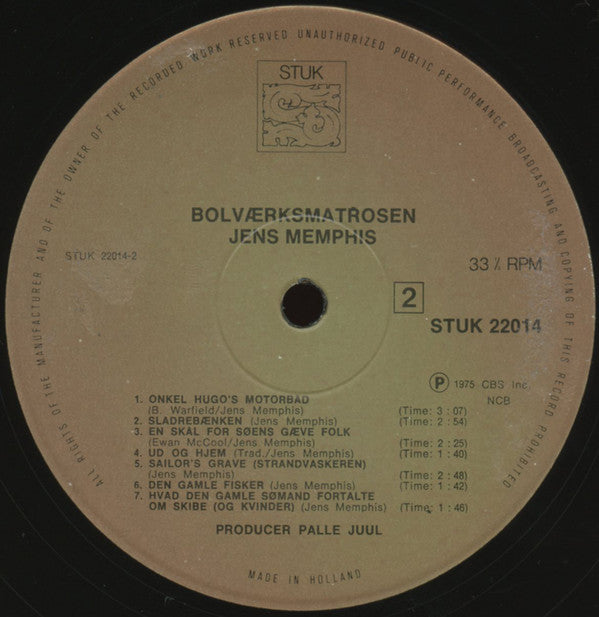 ALL RIGHTS OF THE MANUFACTURER AND OF THE OWNER OF THE RECORDED WORK RESERVED UNAUTHORIZED PUBLIC PERFORMANCE BROADCASTING AND COPYING OF THIS RECORD PROHIBITED
STUK
BOLVÆRKSMATROSEN
JENS MEMPHIS
STUK 22014-2
33⅓ RPM
2
STUK 22014
Ⓟ 1975 CBS Inc.
NCB
1. ONKEL HUGO'S MOTORBÅD
(B. Warfield/Jens Memphis) (Time: 3 : 07)
2. SLADREBÆNKEN (Jens Memphis) (Time: 2 : 54)
3. EN SKÅL FOR SØENS GÆVE FOLK
(Ewan McCool/Jens Memphis) (Time: 2 : 25)
4. UD OG HJEM (Trad./Jens Memphis) (Time: 1 : 40)
5. SAILOR'S GRAVE (STRANDVASKEREN)
(Jens Memphis) (Time: 2 : 48)
6. DEN GAMLE FISKER (Jens Memphis) (Time: 1 : 42)
7. HVAD DEN GAMLE SØMAND FORTALTE
OM SKIBE (OG KVINDER) (Jens Memphis) (Time: 1 : 46)
PRODUCER PALLE JUUL
MADE IN HOLLAND